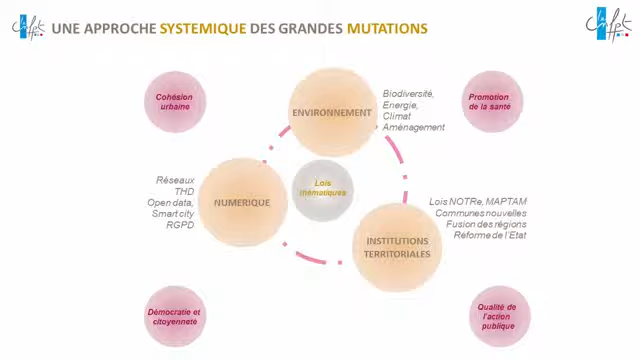 UNE APPROCHE SYSTEMIQUE DES GRANDES MUTATIONS
Cohésion
urbaine
ENVIRONNEMENT
Biodiversité,
Energie,
Climat
Aménagement
Promotion
de la santé
Réseaux
THD
Open data,
Smart city
RGPD
NUMERIQUE
Lois
thématiques
Lois NOTRe, MAPTAM
Communes nouvelles
Fusion des régions
Réforme de l'Etat
INSTITUTIONS
TERRITORIALES
Démocratie et
citoyenneté
Qualité de
l'action
publique